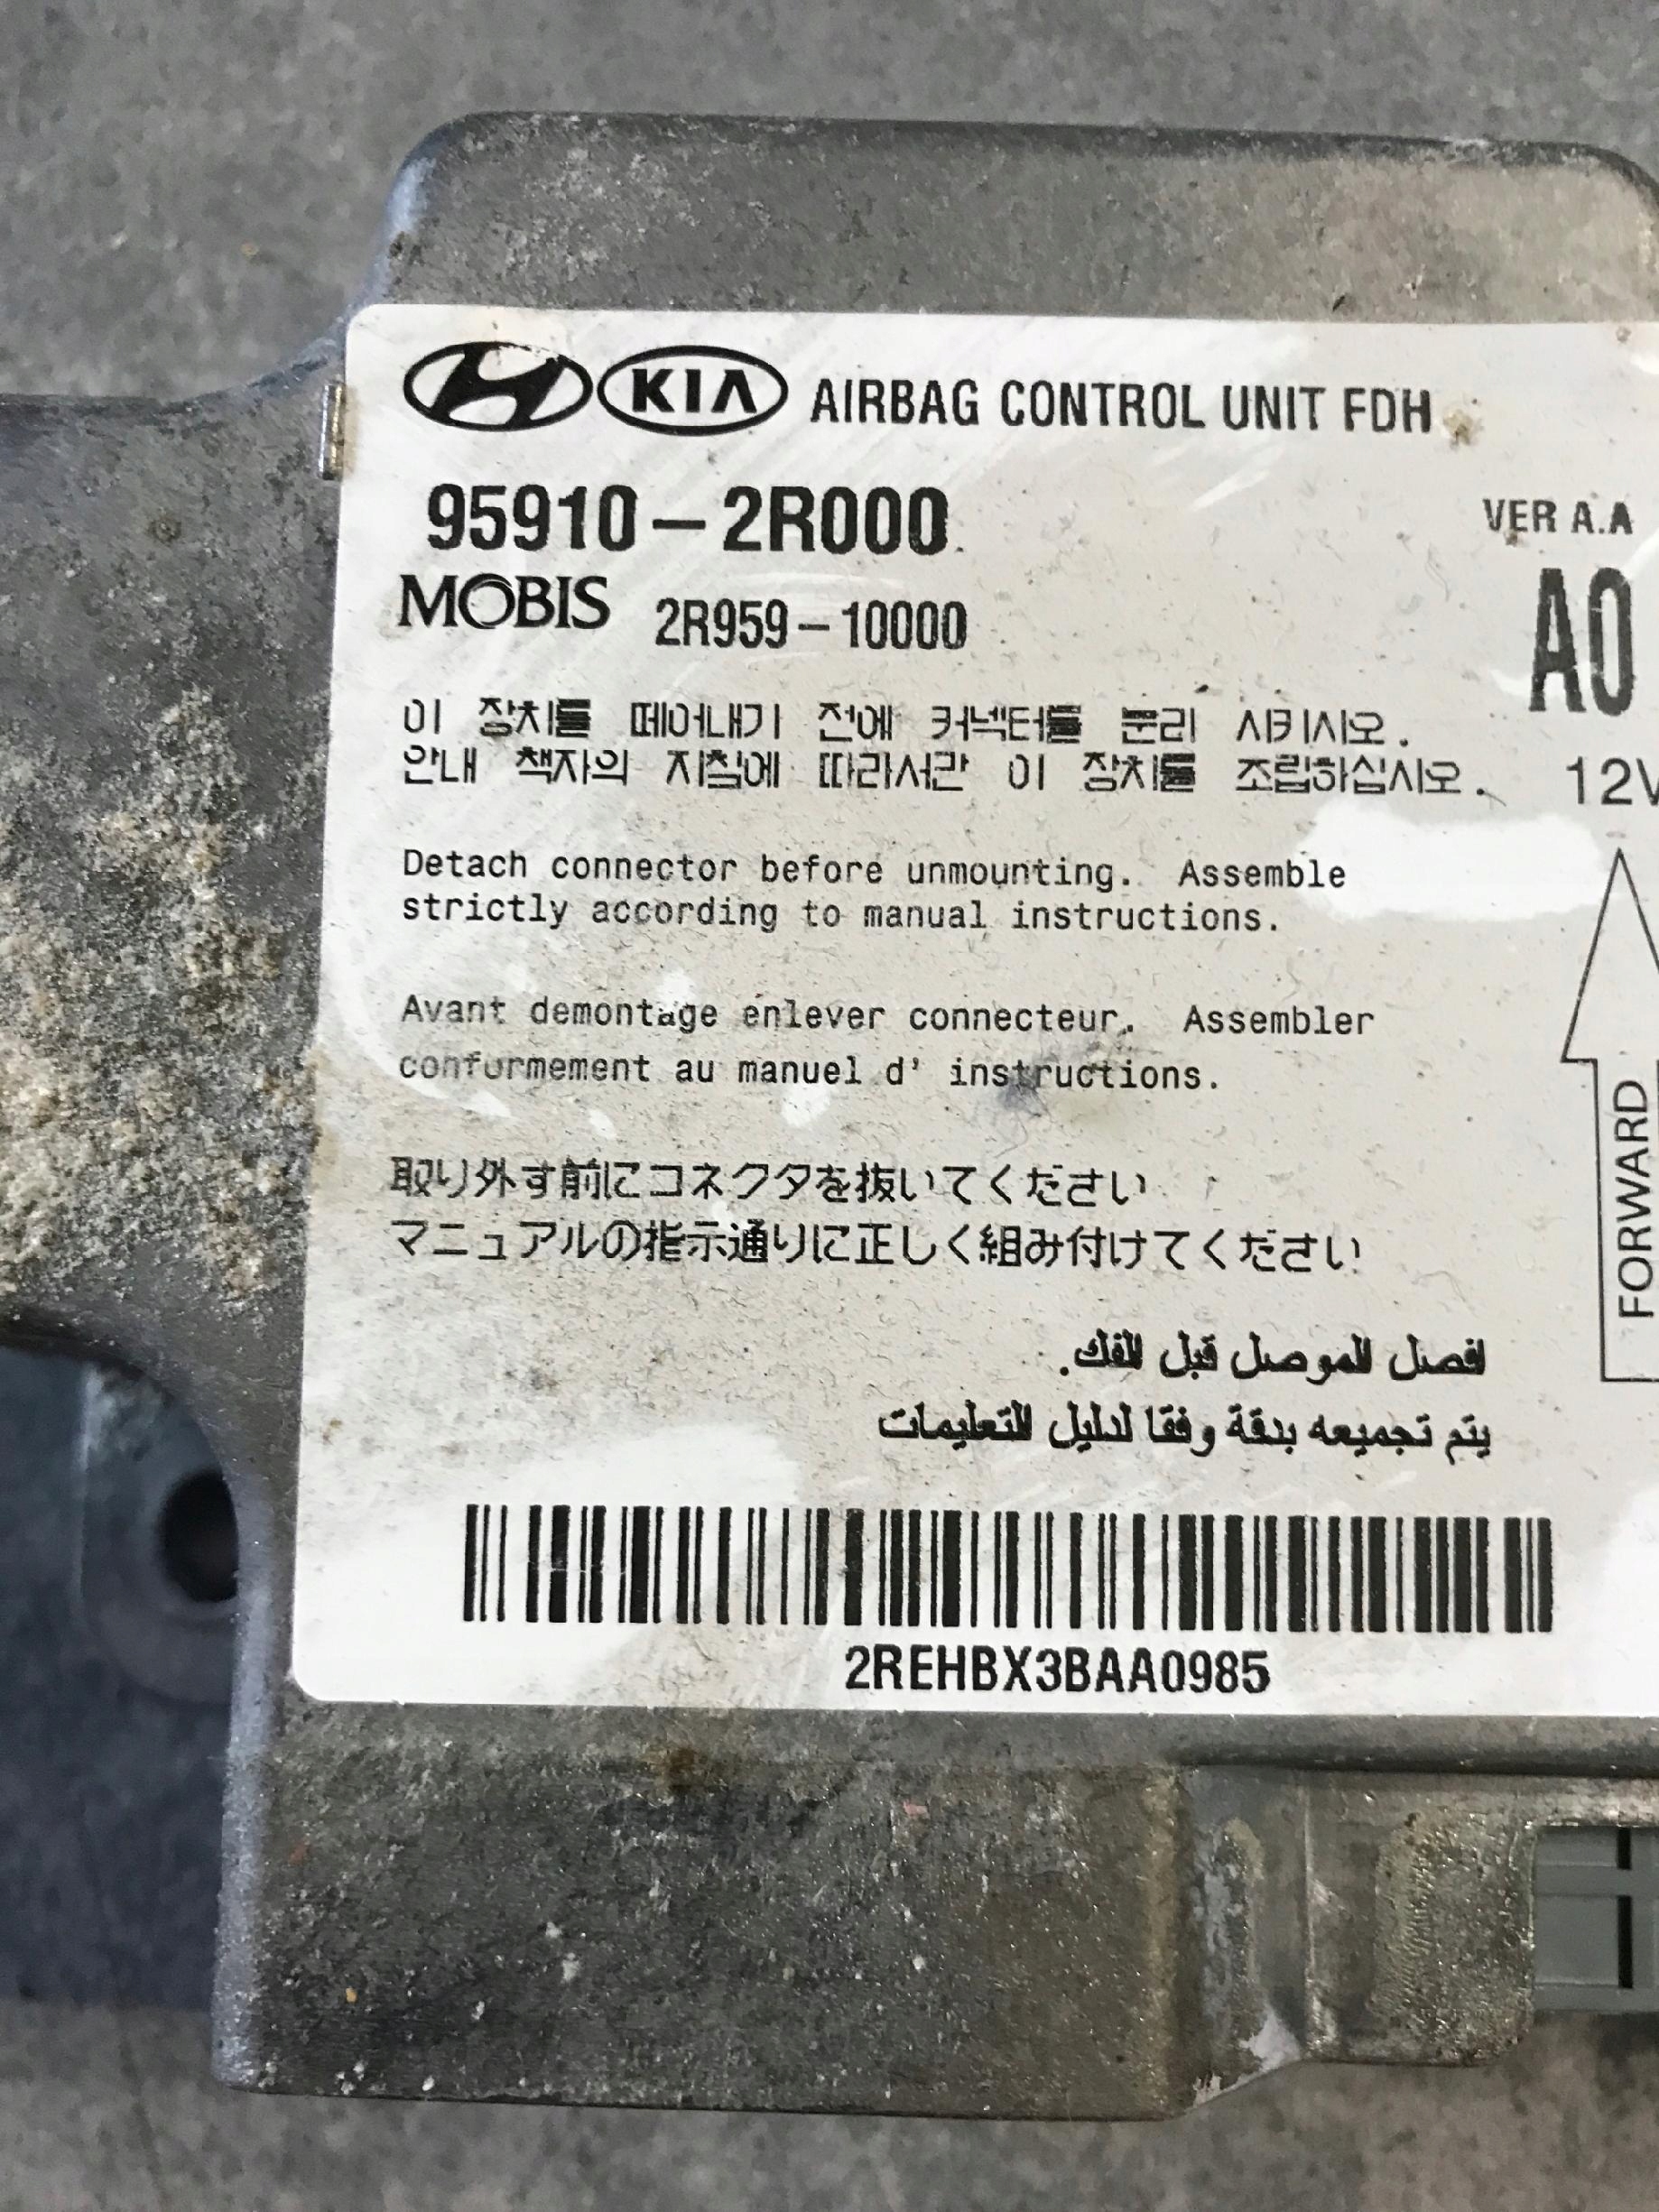 KIA AIRBAG CONTROL UNIT FDH
95910-2R000
VER A.A
MOBIS 2R959-10000
A0
이 장치를 떼어내기 전에 커넥터를 분리 시키시오.
안내 책자의 지침에 따라서간 이 장치를 조립하십시오.
12V
Detach connector before unmounting. Assemble
strictly according to manual instructions.
Avant demontage enlever connecteur. Assembler
conformement au manuel d' instructions.
FORWARD
取り外す前にコネクタを抜いてください
マニュアルの指示通りに正しく組み付けてください
افصل الموصل قبل الفك.
يتم تجميعه بدقة وفقا لدليل التعليمات
2REHBX3BAA0985